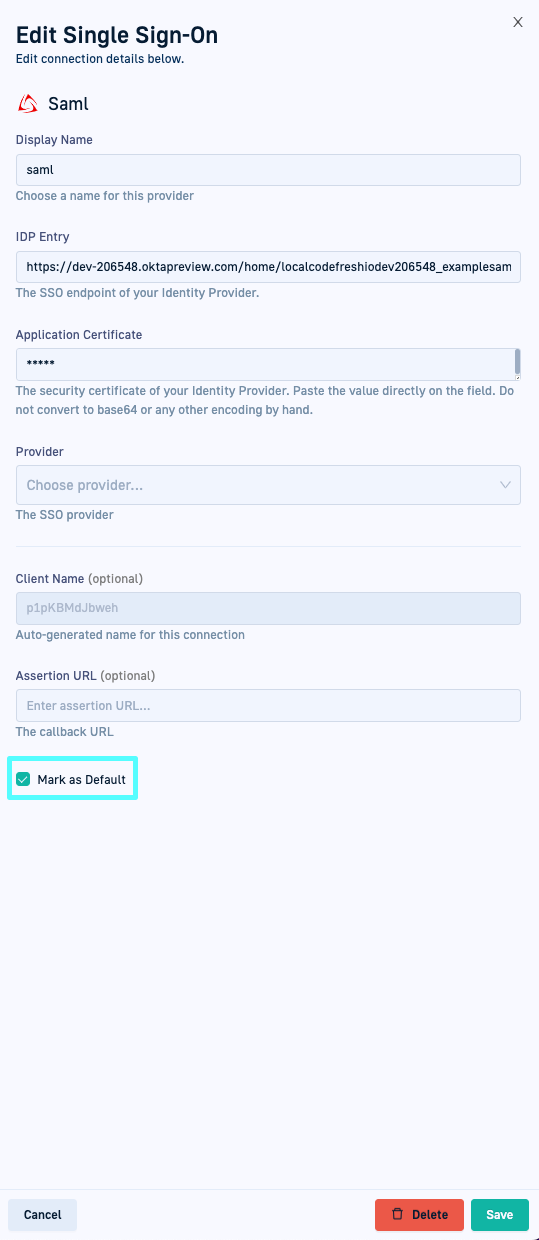 Edit Single Sign-On
X
Edit connection details below.
Saml
Display Name
saml
Choose a name for this provider
IDP Entry
https://dev-206548.oktapreview.com/home/localcodefreshiodev206548_examplesam
The SSO endpoint of your Identity Provider.
Application Certificate
*****
The security certificate of your Identity Provider. Paste the value directly on the field. Do
not convert to base64 or any other encoding by hand.
Provider
Choose provider...
The SSO provider
Client Name (optional)
p1pKBMdJbweh
Auto-generated name for this connection
Assertion URL (optional)
Enter assertion URL...
The callback URL
Mark as Default
Cancel
Delete
Save